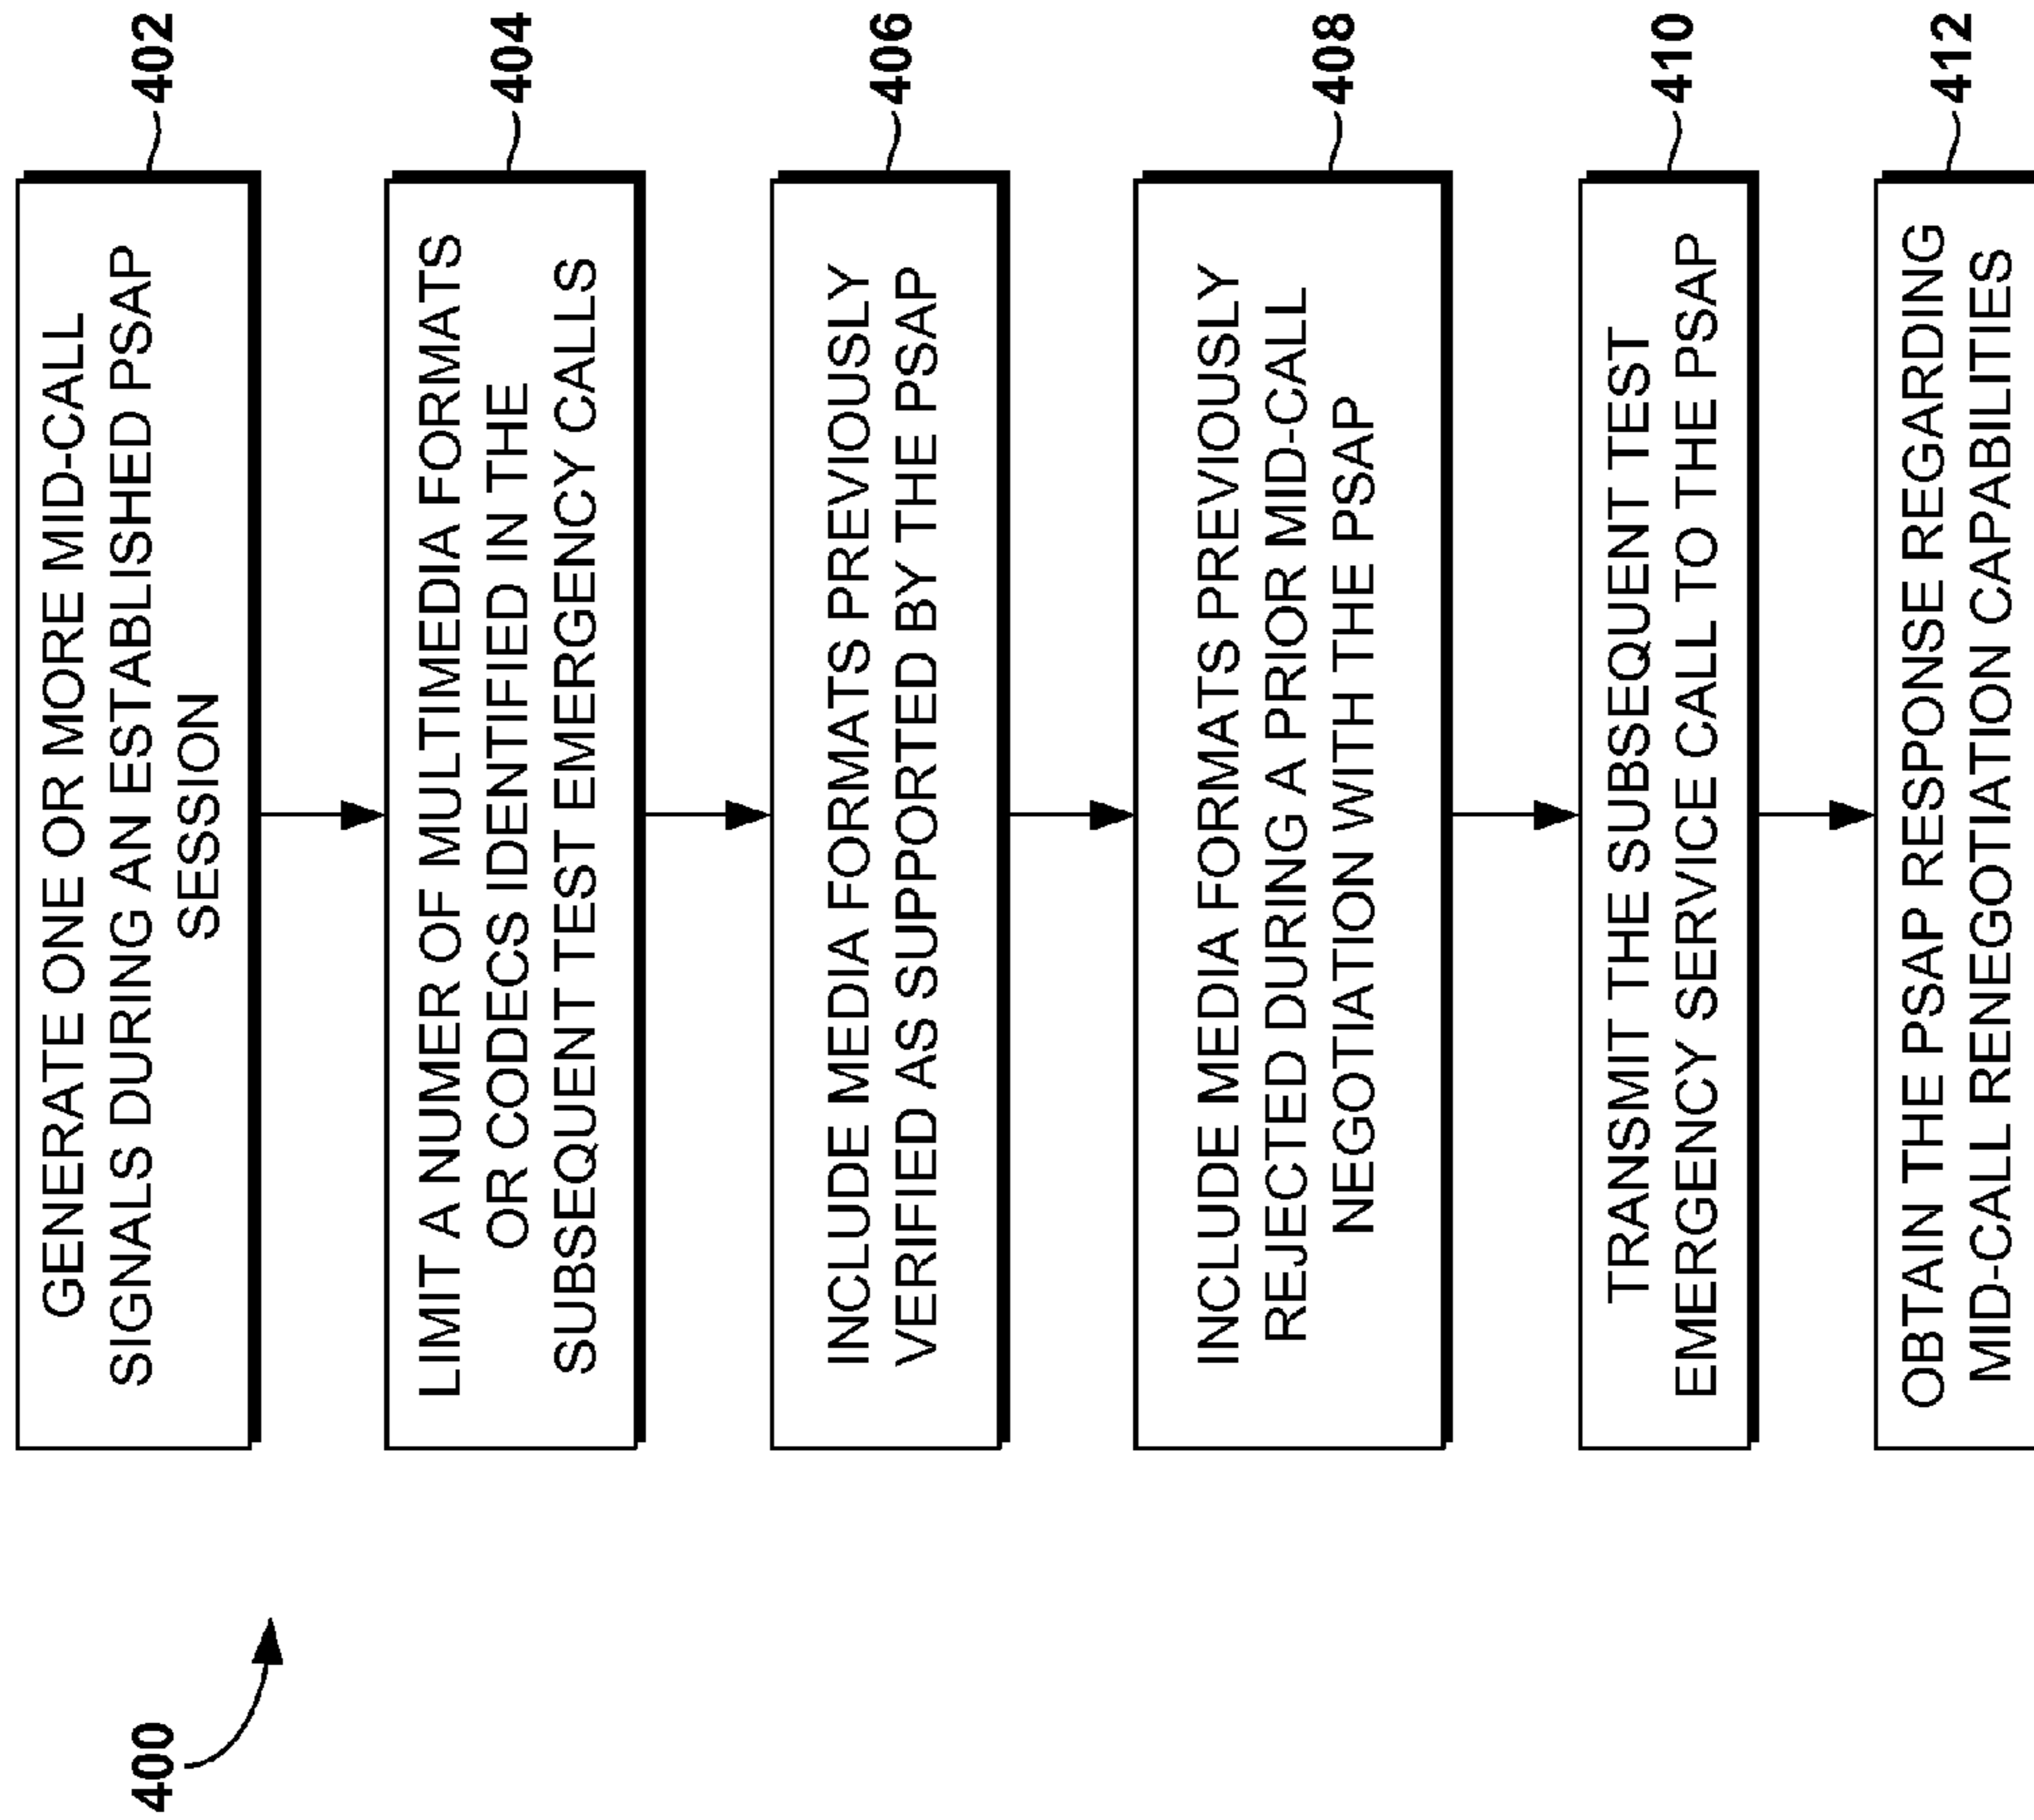 400
GENERATE ONE OR MORE MID-CALL
SIGNALS DURING AN ESTABLISHED PSAP
SESSION
402
LIMIT A NUMER OF MULTIMEDIA FORMATS
OR CODECS IDENTIFIED IN THE
SUBSEQUENT TEST EMERGENCY CALLS
404
INCLUDE MEDIA FORMATS PREVIOUSLY
VERIFIED AS SUPPORTED BY THE PSAP
406
INCLUDE MEDIA FORMATS PREVIOUSLY
REJECTED DURING A PRIOR MID-CALL
NEGOTIATION WITH THE PSAP
408
TRANSMIT THE SUBSEQUENT TEST
EMERGENCY SERVICE CALL TO THE PSAP
410
OBTAIN THE PSAP RESPONSE REGARDING
MID-CALL RENEGOTIATION CAPABILITIES
412